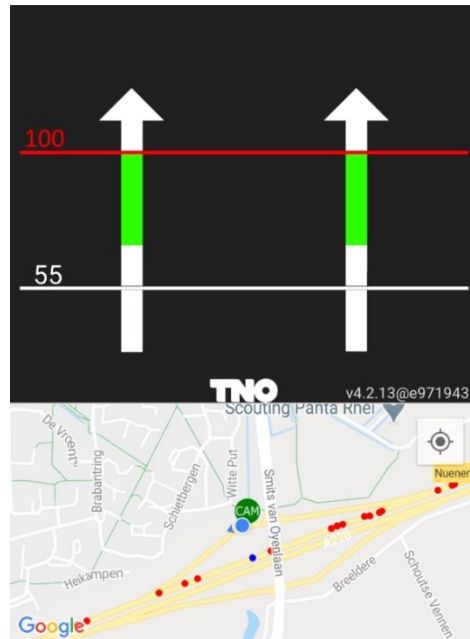 100
55
TNO
v4.2.13@e971943
Scouting Panta Rhei
De Vroente
Brabantring
Schietbergen
Witte Put
Smits van Oyenlaan
CAM
Nuenen
A270
Heikampen
Breeldere
Schoutse
Vennen
Google